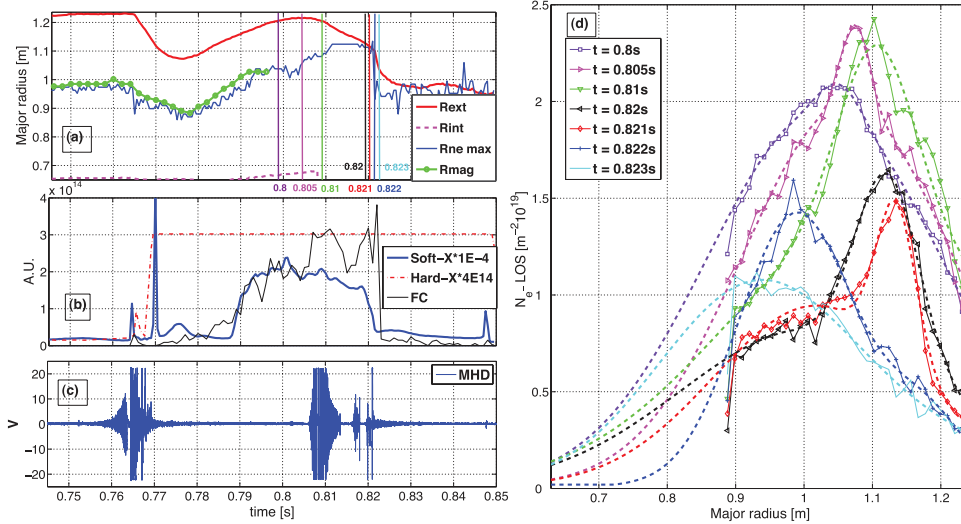 1.2
1.1
1
0.9
0.8
0.7
Major radius [m]
(a)
Rext
Rint
Rne max
Rmag
0.8
0.805
0.81
0.82
0.821
0.822
0.823
x 10^14
4
3
2
1
0
A.U.
(b)
Soft-X*1E-4
Hard-X*4E14
FC
20
10
0
-10
-20
V
(c)
MHD
0.75 0.76 0.77 0.78 0.79 0.8 0.81 0.82 0.83 0.84 0.85
time [s]
(d)
t = 0.8s
t = 0.805s
t = 0.81s
t = 0.82s
t = 0.821s
t = 0.822s
t = 0.823s
2.5
2
1.5
1
0.5
0
Ne-LOS [m-210^19]
0.7 0.8 0.9 1 1.1 1.2
Major radius [m]